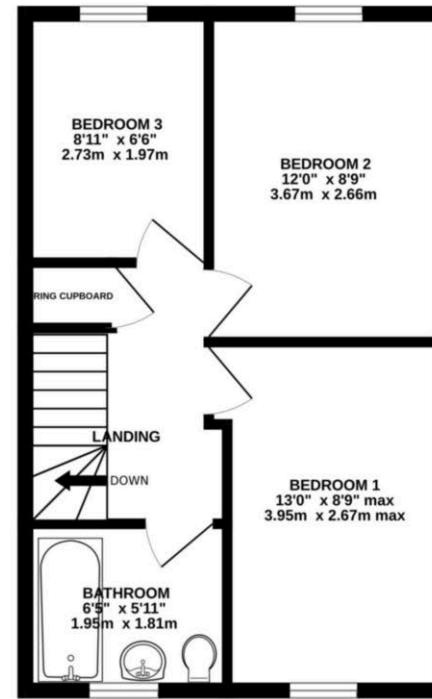 BEDROOM 3
8'11" x 6'6"
2.73m x 1.97m
BEDROOM 2
12'0" x 8'9"
3.67m x 2.66m
RING CUPBOARD
LANDING
DOWN
BEDROOM 1
13'0" x 8'9" max
3.95m x 2.67m max
BATHROOM
6'5" x 5'11"
1.95m x 1.81m